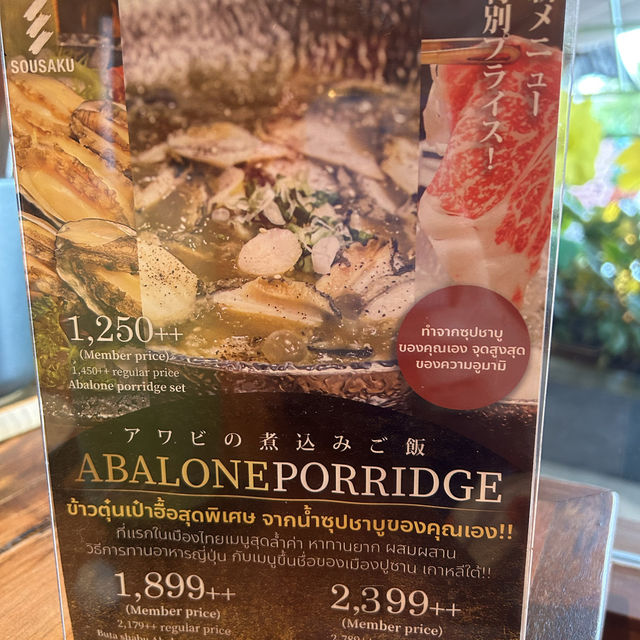 SOUSAKU
メニュー
別プライス！
1,250++
(Member price)
1,450++ regular price
Abalone porridge set
ทำจากซุปชาบู
ของคุณเอง จุดสูงสุด
ของความอูมามิ
アワビの煮込みご飯
ABALONEPORRIDGE
ข้าวตุ๋นเป๋าฮื้อสุดพิเศษ จากน้ำซุปชาบูของคุณเอง!!
ที่แรกในเมืองไทยเมนูสุดล้ำค่า หาทานยาก ผสมผสาน
วิธีการทานอาหารญี่ปุ่น กับเมนูขึ้นชื่อของเมืองปูซาน เกาหลีใต้!!
1,899++
(Member price)
2,179++ regular price
Buta shabu
2,399++
(Member price)